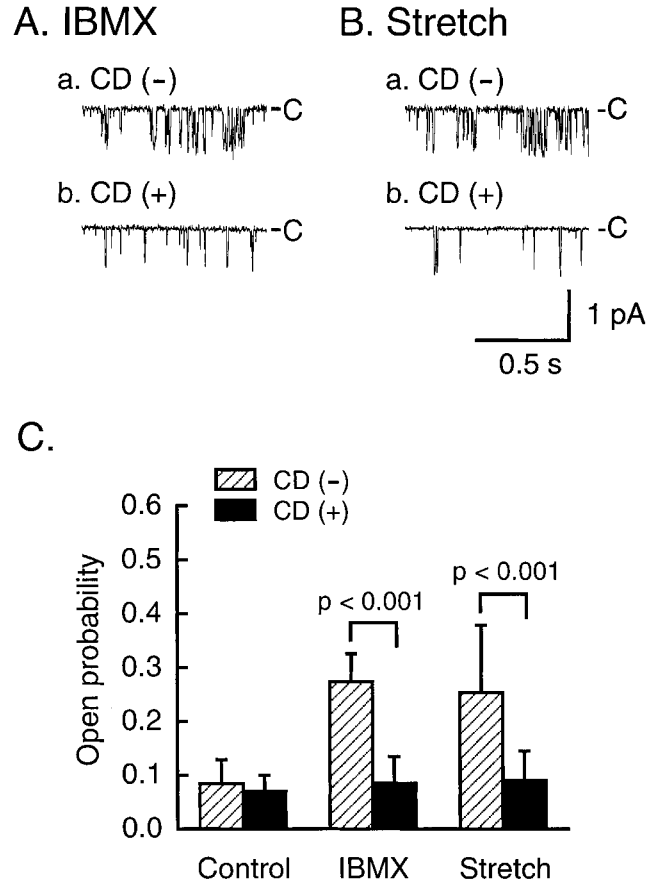 A. IBMX
a. CD (–)
-C
b. CD (+)
-C
B. Stretch
a. CD (–)
-C
b. CD (+)
-C
1 pA
0.5 s
C.
CD (–)
CD (+)
Open probability
0.6
0.5
0.4
0.3
0.2
0.1
0.0
p < 0.001
p < 0.001
Control
IBMX
Stretch